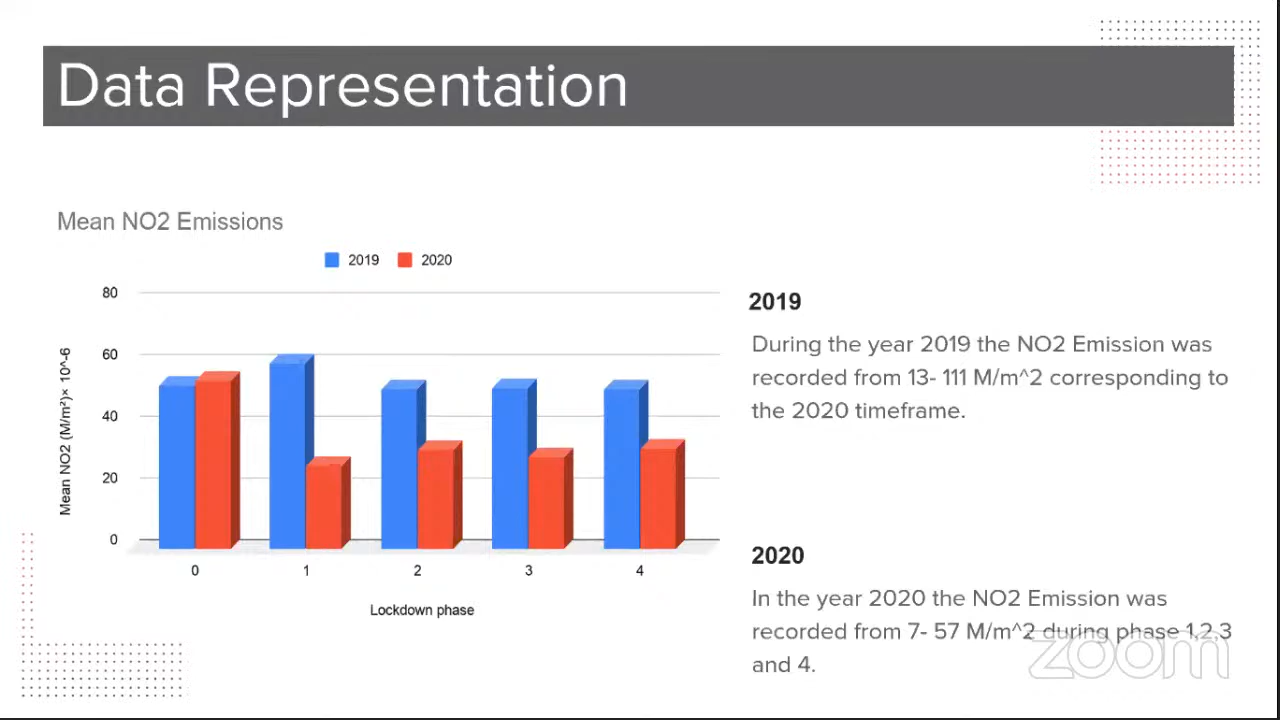 Data Representation
Mean NO2 Emissions
2019 2020
80
60
40
20
0
Mean NO2 (M/m²)× 10^-6
0 1 2 3 4
Lockdown phase
2019
During the year 2019 the NO2 Emission was
recorded from 13- 111 M/m^2 corresponding to
the 2020 timeframe.
2020
In the year 2020 the NO2 Emission was
recorded from 7- 57 M/m^2 during phase 1,2,3
and 4.
zoom